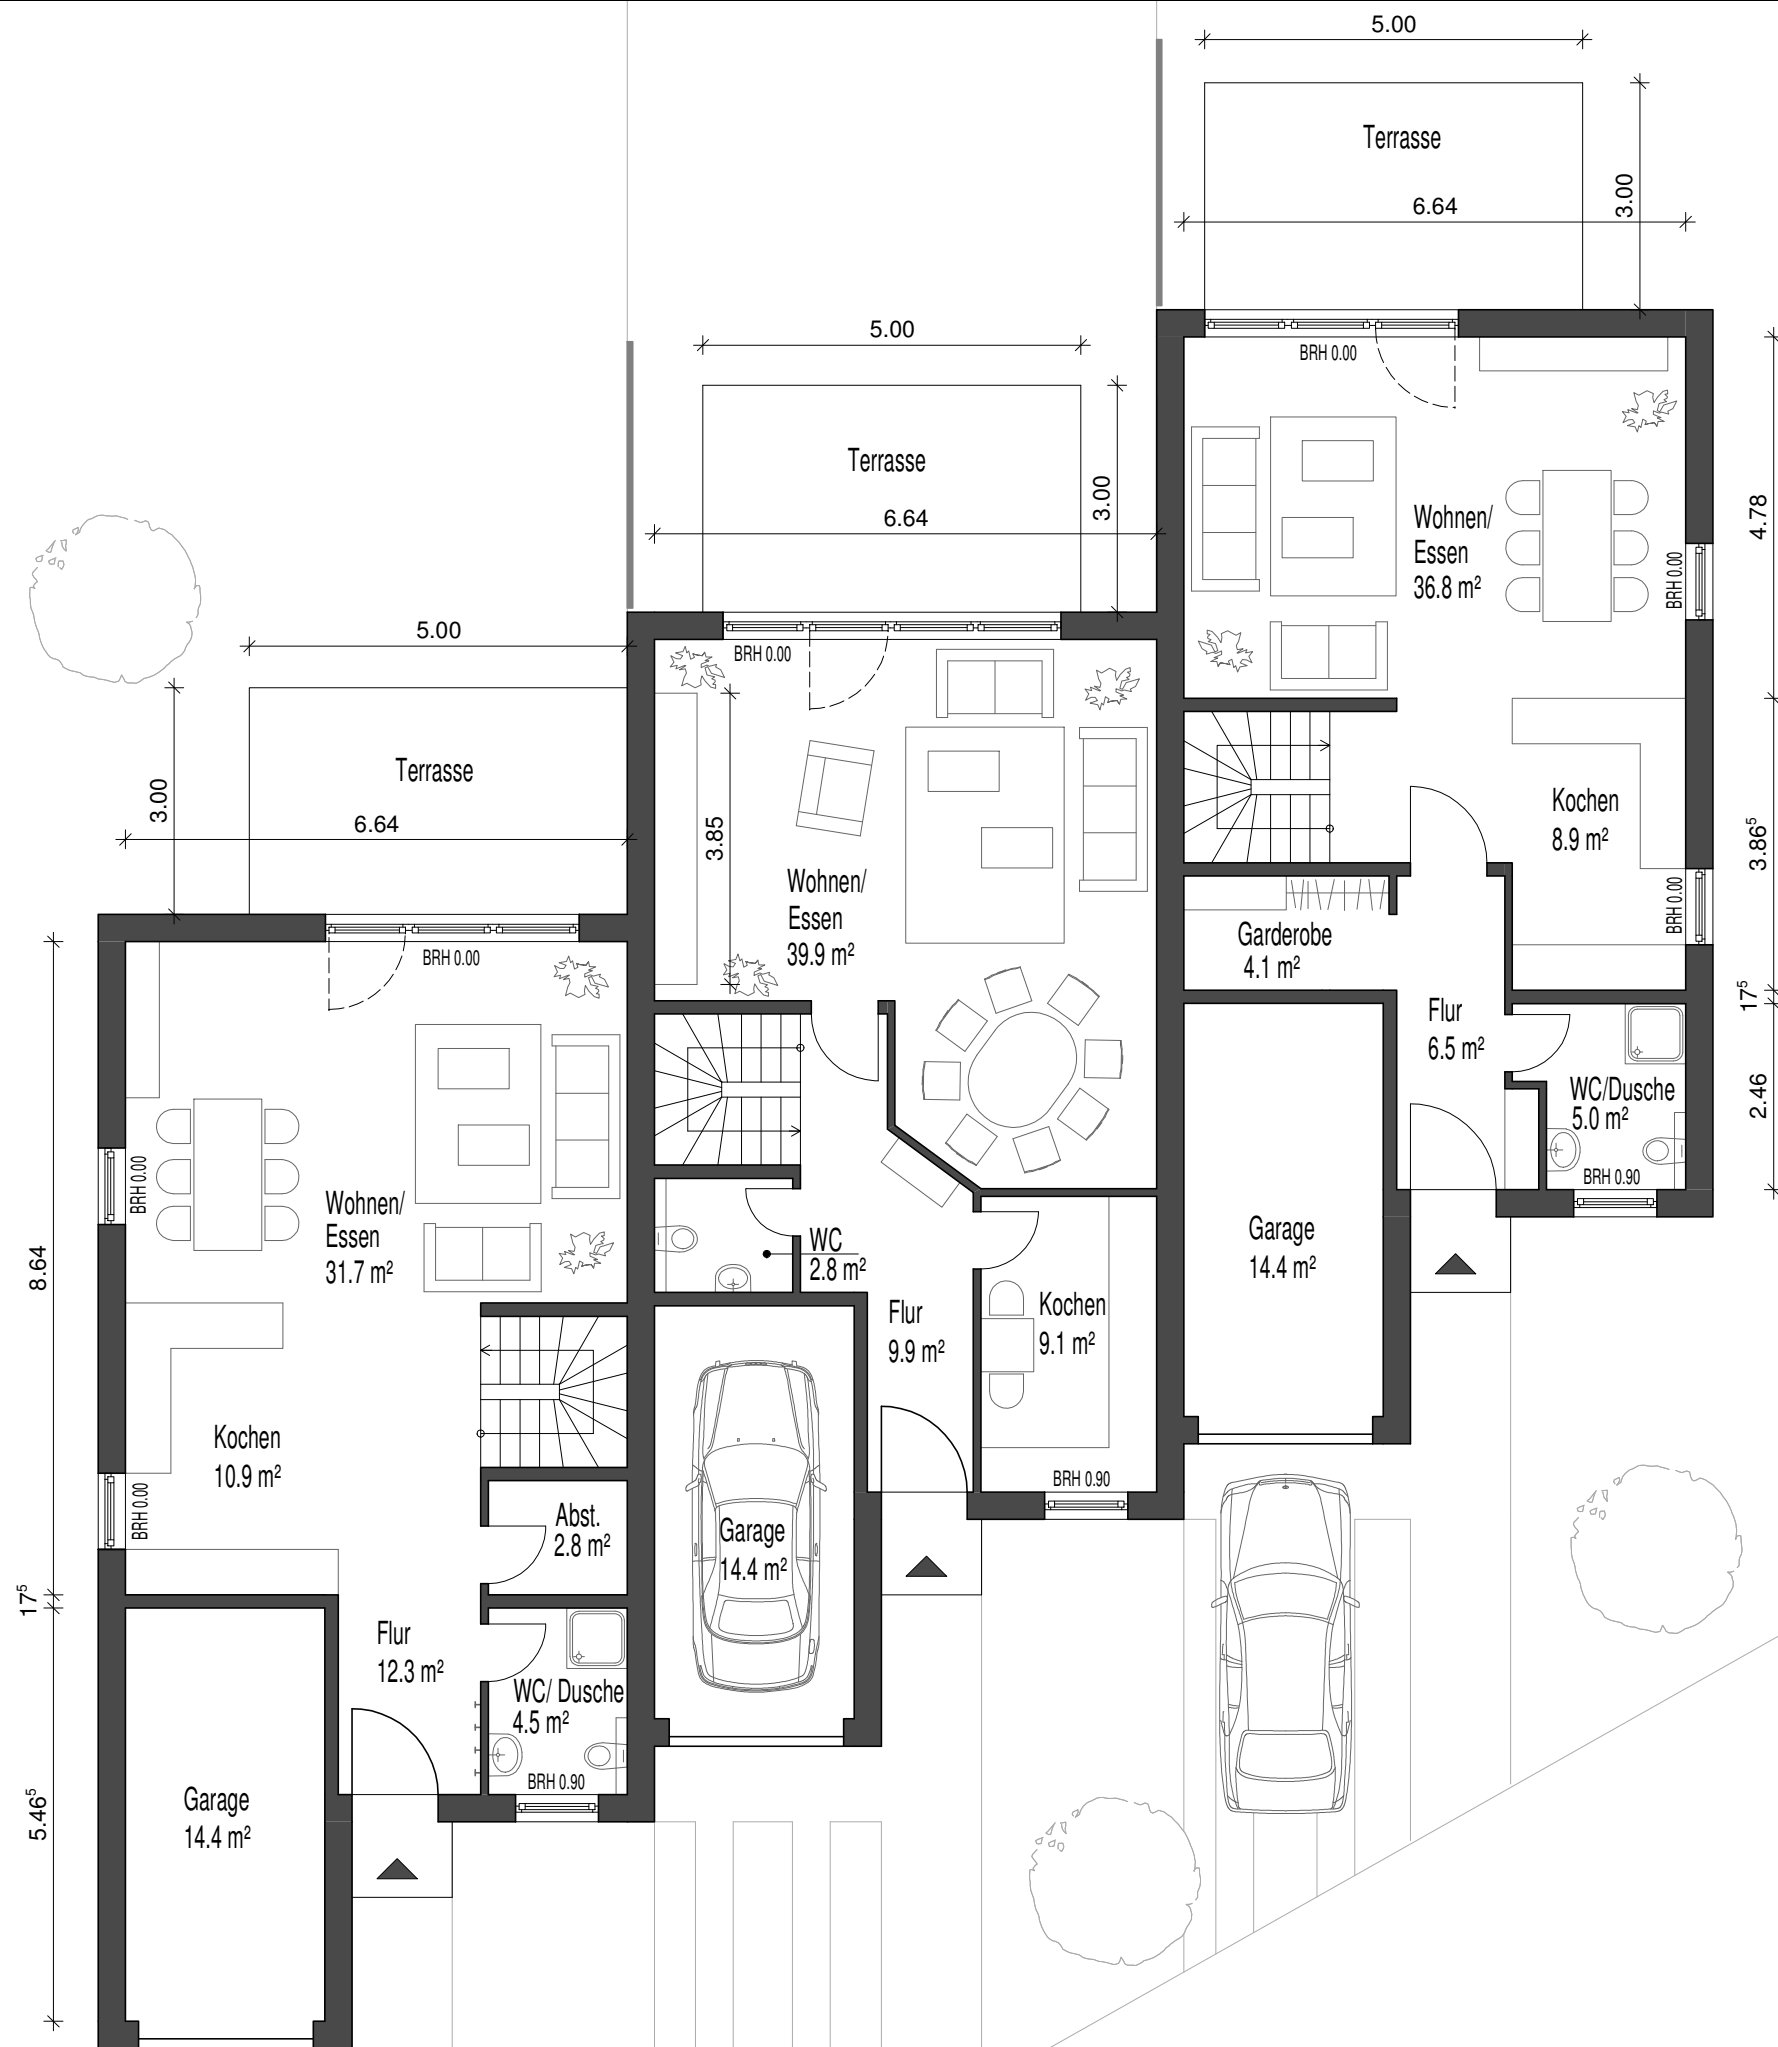 5.00
Terrasse
3.00
6.64
BRH 0.00
Wohnen/
Essen
36.8 m²
BRH 0.00
4.78
Kochen
8.9 m²
3.86⁵
BRH 0.00
Garderobe
4.1 m²
Flur
6.5 m²
17⁵
WC/Dusche
5.0 m²
BRH 0.90
2.46
Garage
14.4 m²
5.00
Terrasse
3.00
6.64
BRH 0.00
3.85
Wohnen/
Essen
39.9 m²
WC
2.8 m²
Flur
9.9 m²
Kochen
9.1 m²
BRH 0.90
Garage
14.4 m²
5.00
Terrasse
3.00
6.64
BRH 0.00
BRH 0.00
Wohnen/
Essen
31.7 m²
8.64
Kochen
10.9 m²
BRH 0.00
Abst.
2.8 m²
17⁵
Flur
12.3 m²
WC/ Dusche
4.5 m²
BRH 0.90
Garage
14.4 m²
5.46⁵